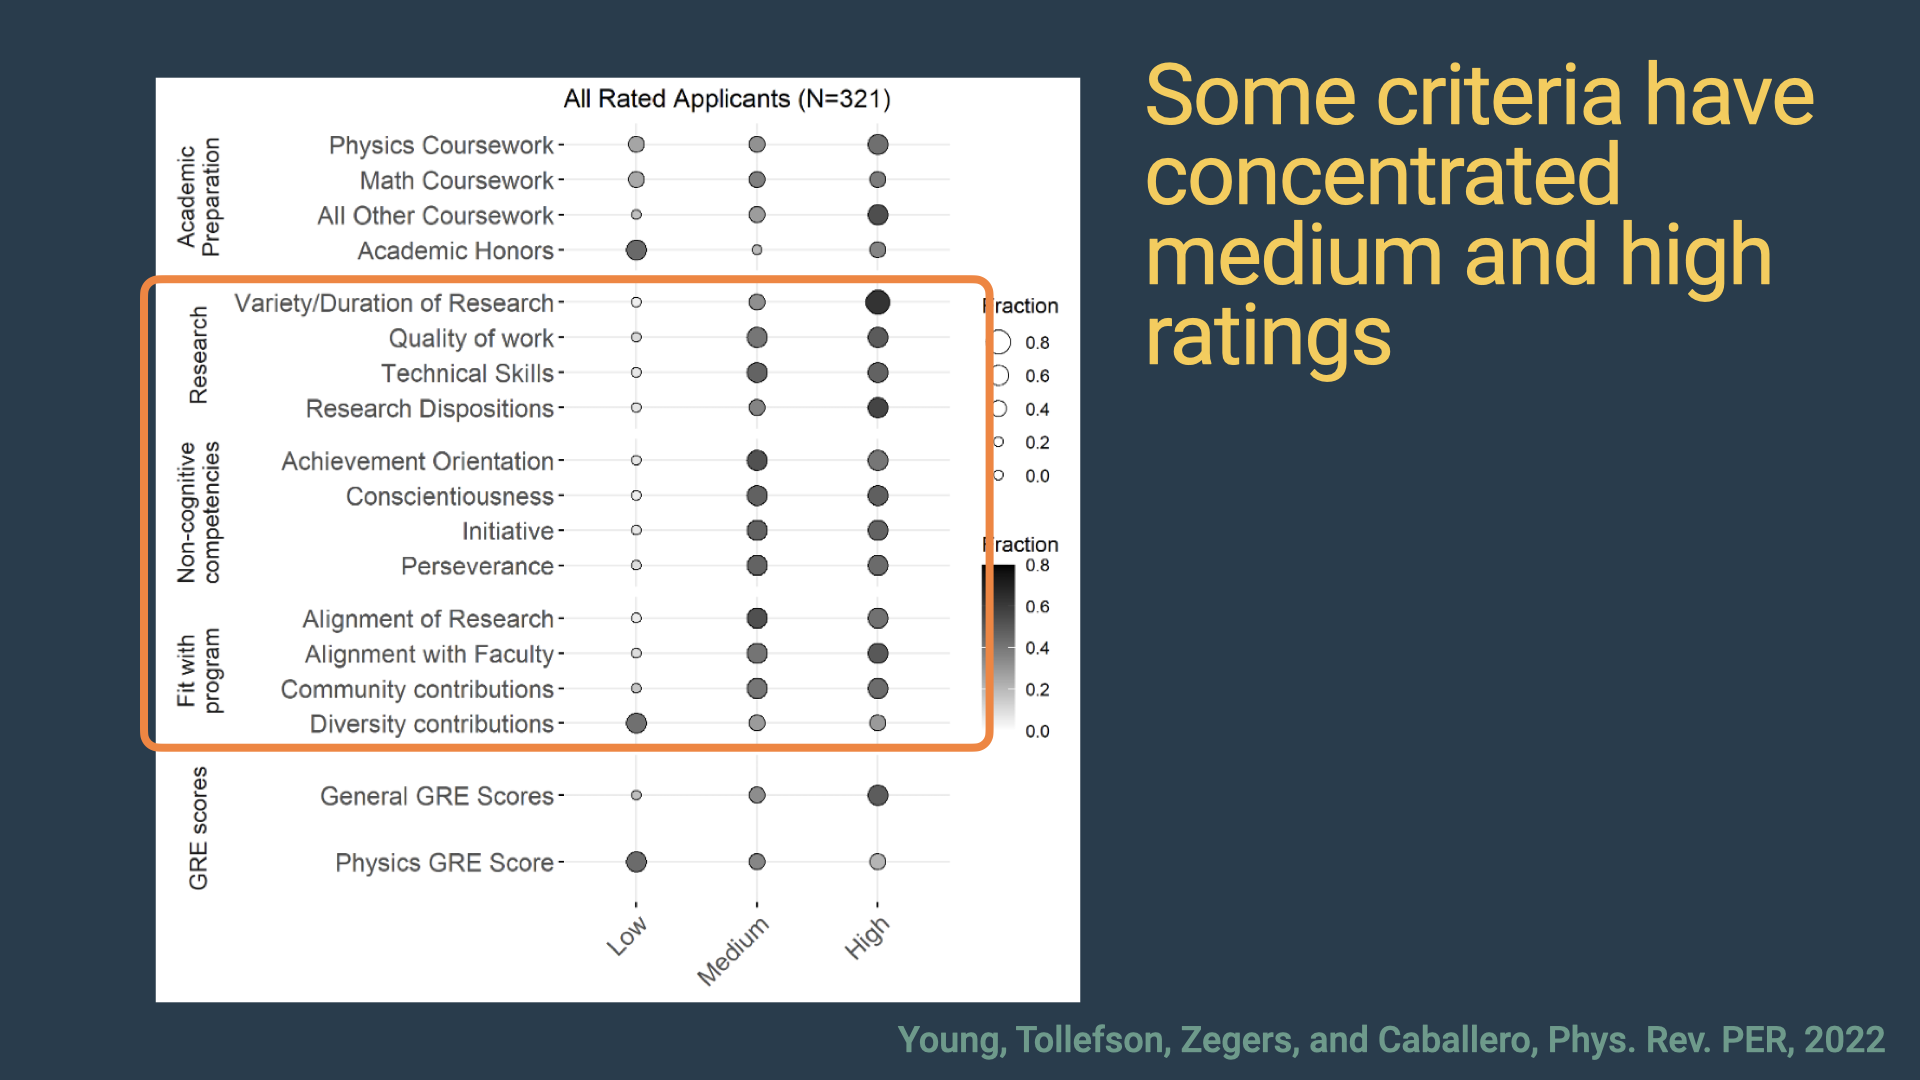 Some criteria have
concentrated
medium and high
ratings
All Rated Applicants (N=321)
Academic
Preparation
Physics Coursework
Math Coursework
All Other Coursework
Academic Honors
Research
Variety/Duration of Research
Quality of work
Technical Skills
Research Dispositions
Non-cognitive
competencies
Achievement Orientation
Conscientiousness
Initiative
Perseverance
Fit with
program
Alignment of Research
Alignment with Faculty
Community contributions
Diversity contributions
GRE scores
General GRE Scores
Physics GRE Score
Low
Medium
High
Fraction
0.8
0.6
0.4
0.2
0.0
Fraction
0.8
0.6
0.4
0.2
0.0
Young, Tollefson, Zegers, and Caballero, Phys. Rev. PER, 2022